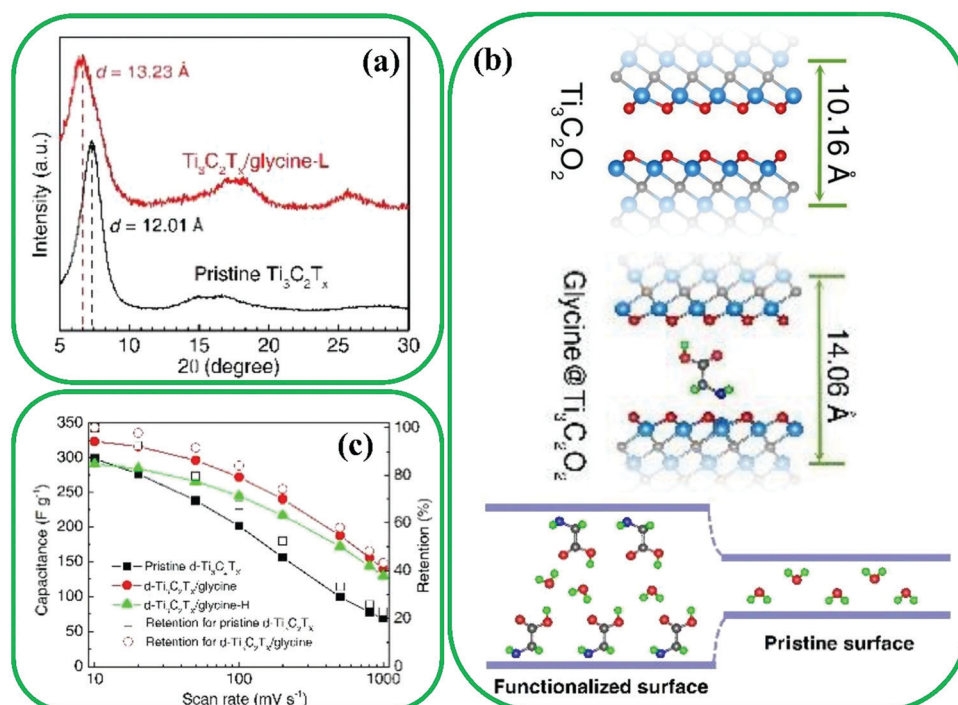 (a)
d = 13.23 Å
Ti₃C₂Tₓ/glycine-L
d = 12.01 Å
Pristine Ti₃C₂Tₓ
Intensity (a.u.)
5 10 15 20 25 30
2θ (degree)
(b)
Ti₃C₂O₂
10.16 Å
Glycine@Ti₃C₂O₂
14.06 Å
Functionalized surface
Pristine surface
(c)
350
300
250
200
150
100
50
0
Capacitance (F g⁻¹)
100
80
60
40
20
0
Retention (%)
Pristine d-Ti₃C₂Tₓ
d-Ti₃C₂Tₓ/glycine
d-Ti₃C₂Tₓ/glycine-H
Retention for pristine d-Ti₃C₂Tₓ
Retention for d-Ti₃C₂Tₓ/glycine
10 100 1000
Scan rate (mV s⁻¹)